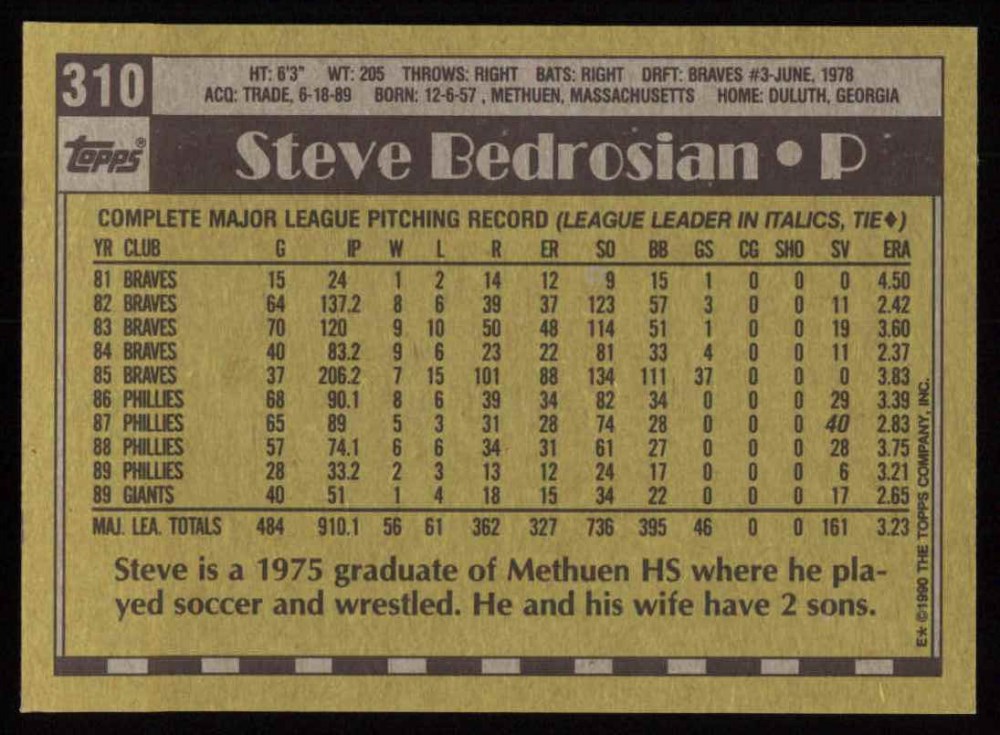 310
HT: 6'3" WT: 205 THROWS: RIGHT BATS: RIGHT DRFT: BRAVES #3-JUNE, 1978
ACQ: TRADE, 6-18-89 BORN: 12-6-57 , METHUEN, MASSACHUSETTS HOME: DULUTH, GEORGIA
topps®
Steve Bedrosian • P
COMPLETE MAJOR LEAGUE PITCHING RECORD (LEAGUE LEADER IN ITALICS, TIE♦)
YR CLUB G IP W L R ER SO BB GS CG SHO SV ERA
81 BRAVES 15 24 1 2 14 12 9 15 1 0 0 0 4.50
82 BRAVES 64 137.2 8 6 39 37 123 57 3 0 0 11 2.42
83 BRAVES 70 120 9 10 50 48 114 51 1 0 0 19 3.60
84 BRAVES 40 83.2 9 6 23 22 81 33 4 0 0 11 2.37
85 BRAVES 37 206.2 7 15 101 88 134 111 37 0 0 0 3.83
86 PHILLIES 68 90.1 8 6 39 34 82 34 0 0 0 29 3.39
87 PHILLIES 65 89 5 3 31 28 74 28 0 0 0 40 2.83
88 PHILLIES 57 74.1 6 6 34 31 61 27 0 0 0 28 3.75
89 PHILLIES 28 33.2 2 3 13 12 24 17 0 0 0 6 3.21
89 GIANTS 40 51 1 4 18 15 34 22 0 0 0 17 2.65
MAJ. LEA. TOTALS 484 910.1 56 61 362 327 736 395 46 0 0 161 3.23
Steve is a 1975 graduate of Methuen HS where he pla-
yed soccer and wrestled. He and his wife have 2 sons.
E* ©1990 THE TOPPS COMPANY, INC.